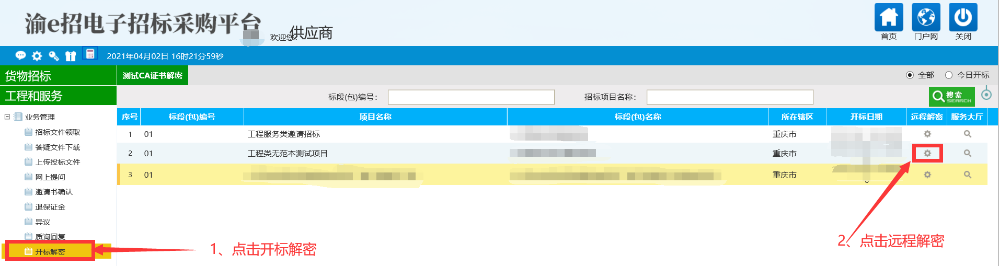 渝e招电子招标采购平台
欢迎您:
供应商
首页
门户网
关闭
2021年04月02日 16时21分59秒
货物招标
工程和服务
测试CA证书解密
全部
今日开标
标段(包)编号：
招标项目名称：
搜索
SEARCH
序号 标段(包)编号 项目名称 标段(包)名称 所在辖区 开标日期 远程解密 服务大厅
1 01 工程服务类邀请招标 重庆市
2 01 工程类无范本测试项目 重庆市
3 01 重庆市
业务管理
招标文件领取
答疑文件下载
上传投标文件
网上提问
邀请书确认
退保证金
异议
质询回复
开标解密
1、点击开标解密
2、点击远程解密